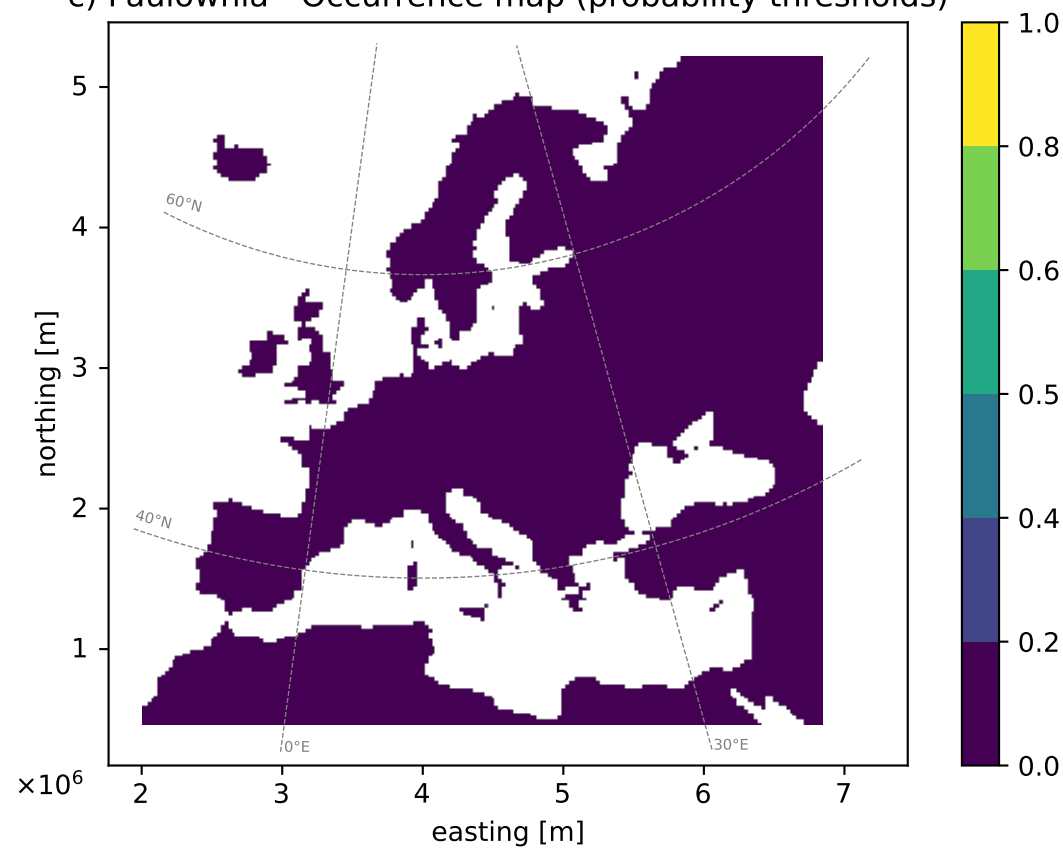 c) Paulownia - Occurrence map (probability thresholds)
1.0
0.8
0.6
0.5
0.4
0.2
0.0
5
4
3
2
1
northing [m]
60°N
40°N
0°E
30°E
×10⁶
2 3 4 5 6 7
easting [m]